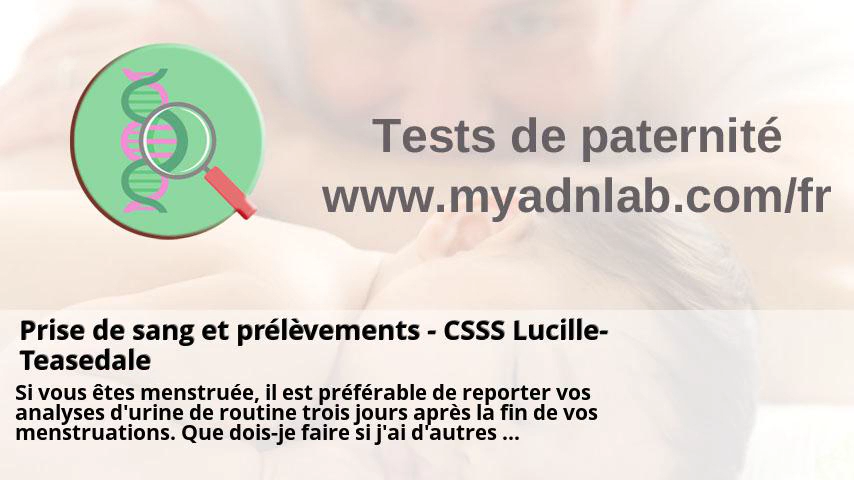 Tests de paternité
www.myadnlab.com/fr
Prise de sang et prélèvements - CSSS Lucille-
Teasedale
Si vous êtes menstruée, il est préférable de reporter vos
analyses d'urine de routine trois jours après la fin de vos
menstruations. Que dois-je faire si j'ai d'autres ...